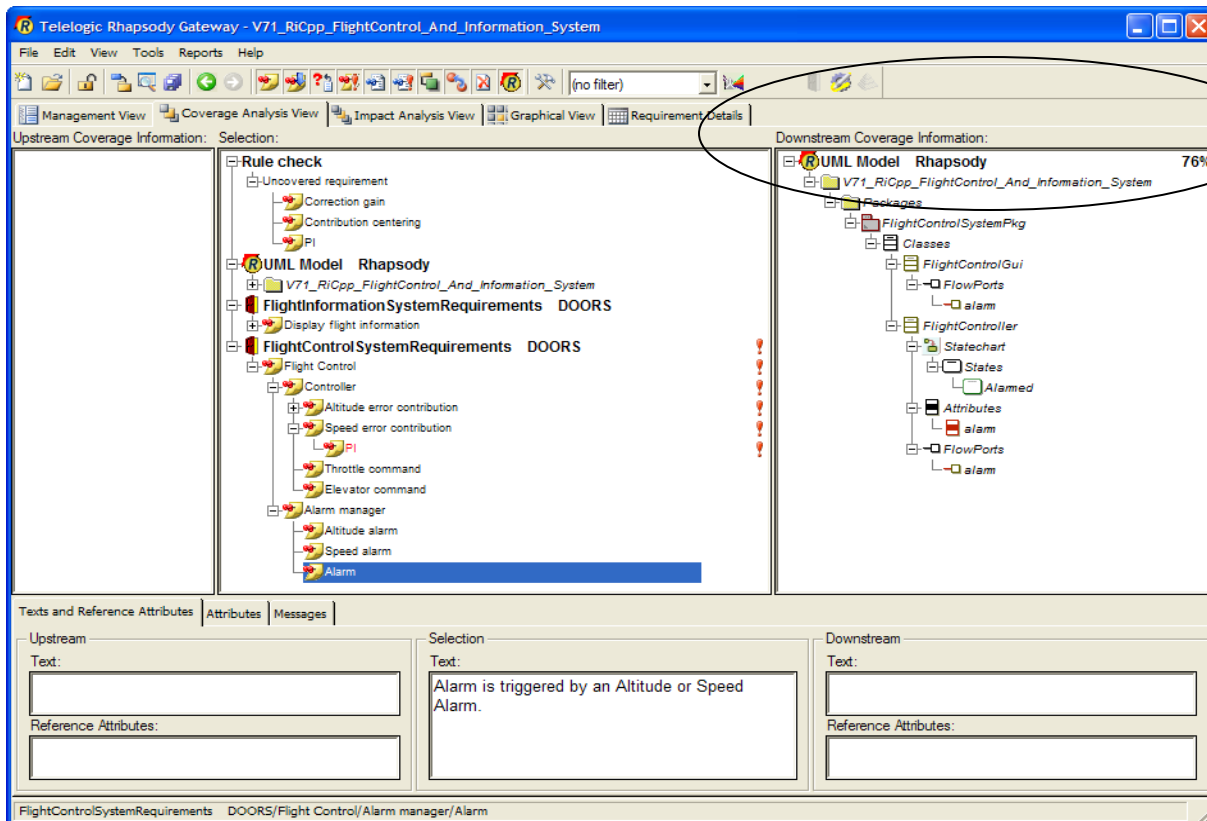 Telelogic Rhapsody Gateway - V71_RiCpp_FlightControl_And_Information_System
File Edit View Tools Reports Help
(no filter)
Management View Coverage Analysis View Impact Analysis View Graphical View Requirement Details
Upstream Coverage Information: Selection: Downstream Coverage Information:
Rule check
Uncovered requirement
Correction gain
Contribution centering
PI
UML Model Rhapsody
V71_RiCpp_FlightControl_And_Information_System
FlightInformationSystemRequirements DOORS
Display flight information
FlightControlSystemRequirements DOORS
Flight Control
Controller
Altitude error contribution
Speed error contribution
PI
Throttle command
Elevator command
Alarm manager
Altitude alarm
Speed alarm
Alarm
UML Model Rhapsody 76%
V71_RiCpp_FlightControl_And_Information_System
Packages
FlightControlSystemPkg
Classes
FlightControlGui
FlowPorts
alarm
FlightController
Statechart
States
Alarmed
Attributes
alarm
FlowPorts
alarm
Texts and Reference Attributes Attributes Messages
Upstream
Text:
Reference Attributes:
Selection
Text:
Alarm is triggered by an Altitude or Speed
Alarm.
Downstream
Text:
Reference Attributes:
FlightControlSystemRequirements DOORS/Flight Control/Alarm manager/Alarm